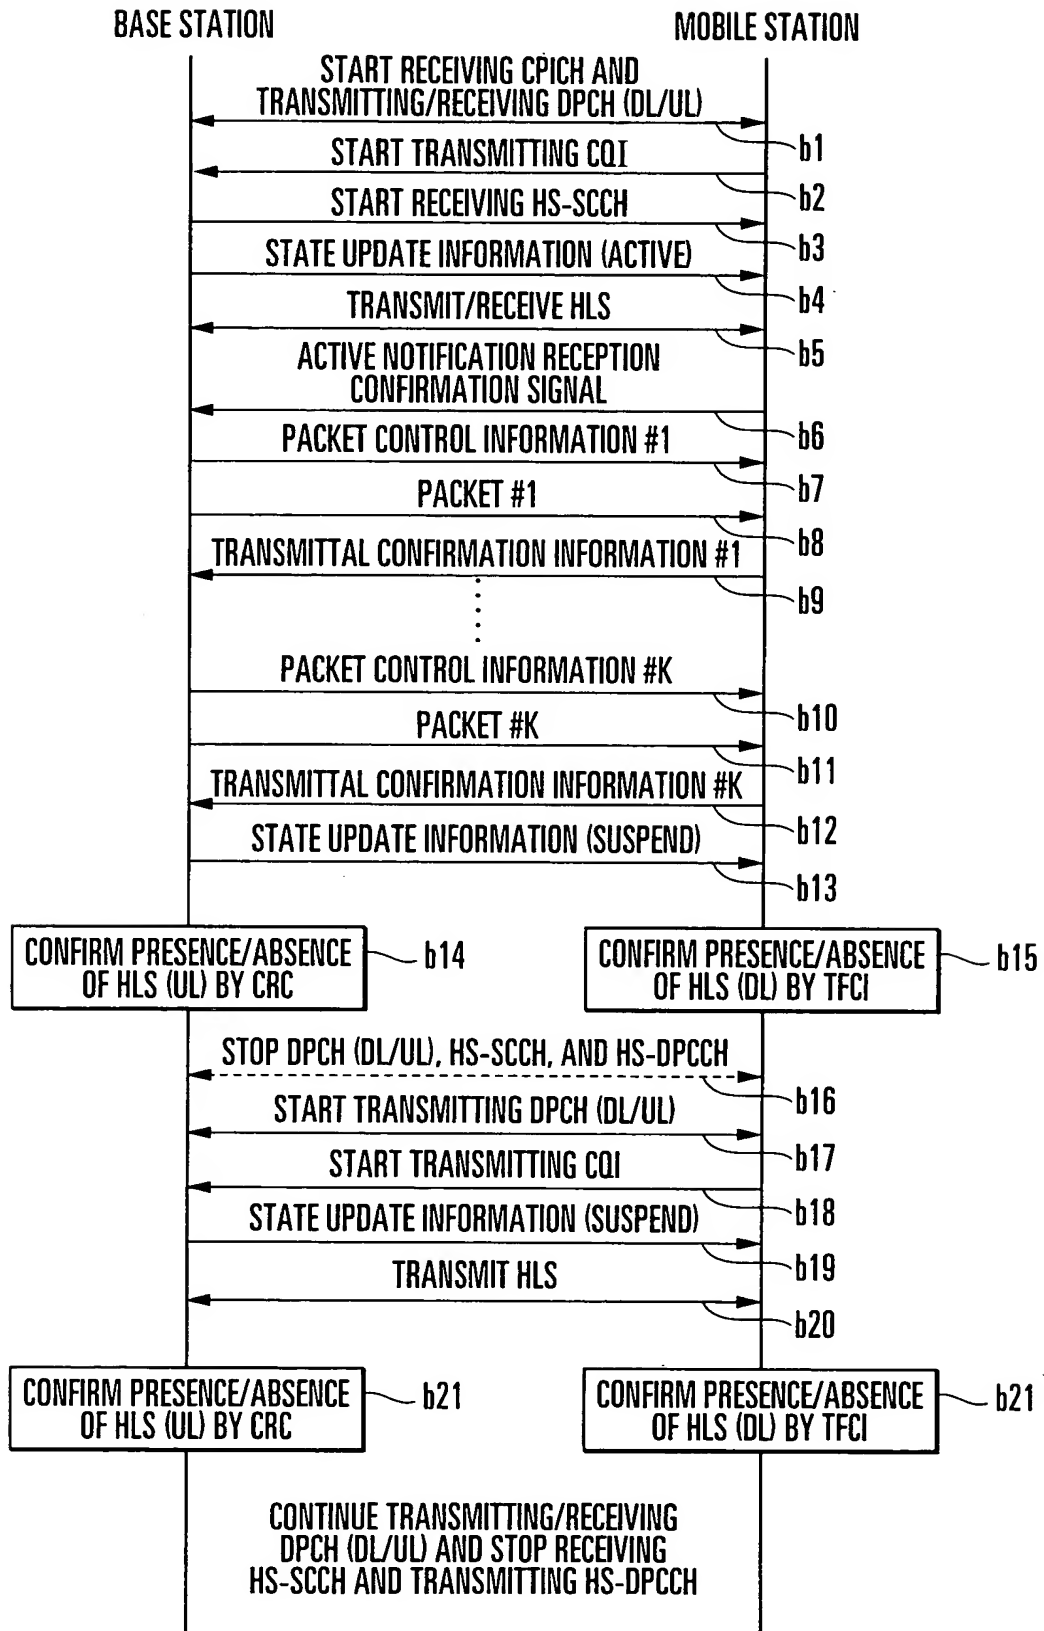 BASE STATION
MOBILE STATION
START RECEIVING CPICH AND
TRANSMITTING/RECEIVING DPCH (DL/UL)
b1
START TRANSMITTING CQI
b2
START RECEIVING HS-SCCH
b3
STATE UPDATE INFORMATION (ACTIVE)
b4
TRANSMIT/RECEIVE HLS
b5
ACTIVE NOTIFICATION RECEPTION
CONFIRMATION SIGNAL
b6
PACKET CONTROL INFORMATION #1
b7
PACKET #1
b8
TRANSMITTAL CONFIRMATION INFORMATION #1
b9
PACKET CONTROL INFORMATION #K
b10
PACKET #K
b11
TRANSMITTAL CONFIRMATION INFORMATION #K
b12
STATE UPDATE INFORMATION (SUSPEND)
b13
CONFIRM PRESENCE/ABSENCE
OF HLS (UL) BY CRC
b14
CONFIRM PRESENCE/ABSENCE
OF HLS (DL) BY TFCI
b15
STOP DPCH (DL/UL), HS-SCCH, AND HS-DPCCH
b16
START TRANSMITTING DPCH (DL/UL)
b17
START TRANSMITTING CQI
b18
STATE UPDATE INFORMATION (SUSPEND)
b19
TRANSMIT HLS
b20
CONFIRM PRESENCE/ABSENCE
OF HLS (UL) BY CRC
b21
CONFIRM PRESENCE/ABSENCE
OF HLS (DL) BY TFCI
b21
CONTINUE TRANSMITTING/RECEIVING
DPCH (DL/UL) AND STOP RECEIVING
HS-SCCH AND TRANSMITTING HS-DPCCH